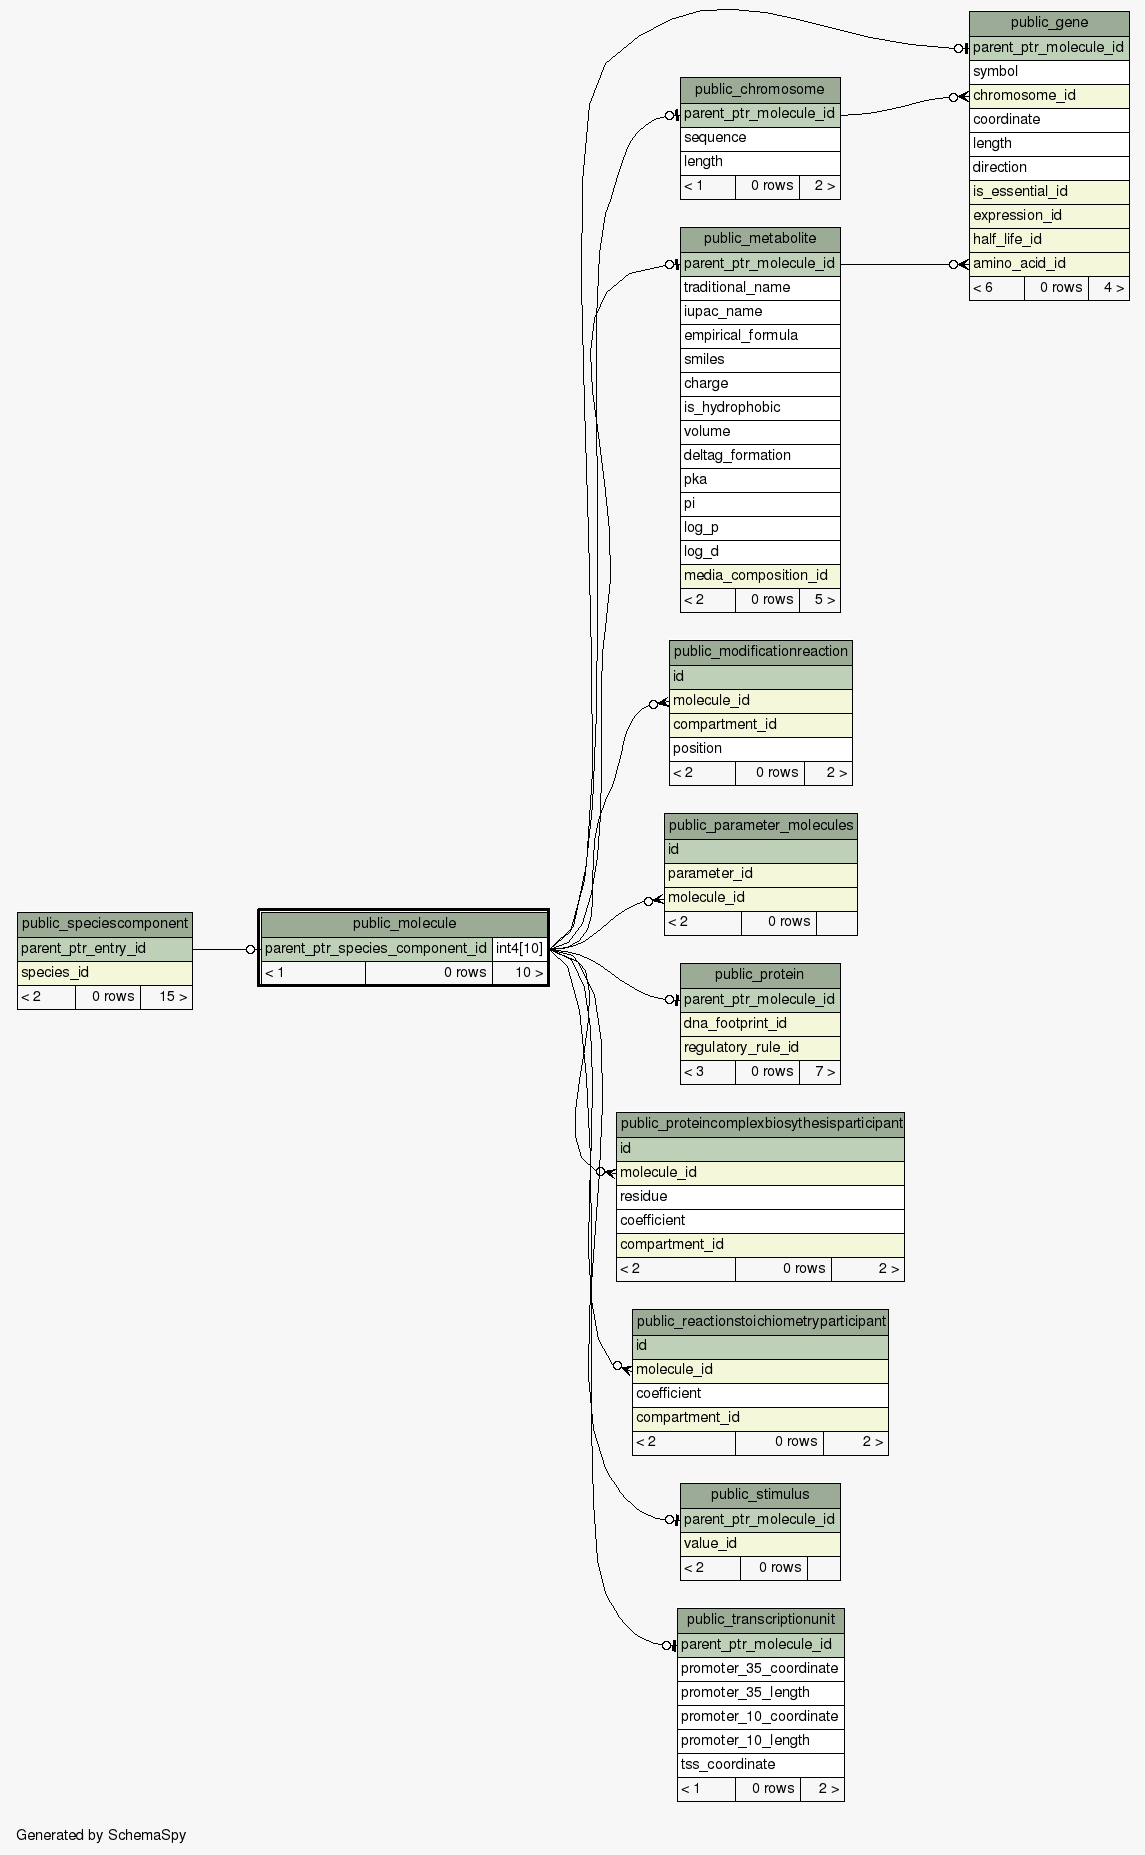 public_gene
parent_ptr_molecule_id
symbol
chromosome_id
coordinate
length
direction
is_essential_id
expression_id
half_life_id
amino_acid_id
< 6 0 rows 4 >
public_chromosome
parent_ptr_molecule_id
sequence
length
< 1 0 rows 2 >
public_metabolite
parent_ptr_molecule_id
traditional_name
iupac_name
empirical_formula
smiles
charge
is_hydrophobic
volume
deltag_formation
pka
pi
log_p
log_d
media_composition_id
< 2 0 rows 5 >
public_modificationreaction
id
molecule_id
compartment_id
position
< 2 0 rows 2 >
public_parameter_molecules
id
parameter_id
molecule_id
< 2 0 rows
public_speciescomponent
parent_ptr_entry_id
species_id
< 2 0 rows 15 >
public_molecule
parent_ptr_species_component_id int4[10]
< 1 0 rows 10 >
public_protein
parent_ptr_molecule_id
dna_footprint_id
regulatory_rule_id
< 3 0 rows 7 >
public_proteincomplexbiosythesisparticipant
id
molecule_id
residue
coefficient
compartment_id
< 2 0 rows 2 >
public_reactionstoichiometryparticipant
id
molecule_id
coefficient
compartment_id
< 2 0 rows 2 >
public_stimulus
parent_ptr_molecule_id
value_id
< 2 0 rows
public_transcriptionunit
parent_ptr_molecule_id
promoter_35_coordinate
promoter_35_length
promoter_10_coordinate
promoter_10_length
tss_coordinate
< 1 0 rows 2 >
Generated by SchemaSpy